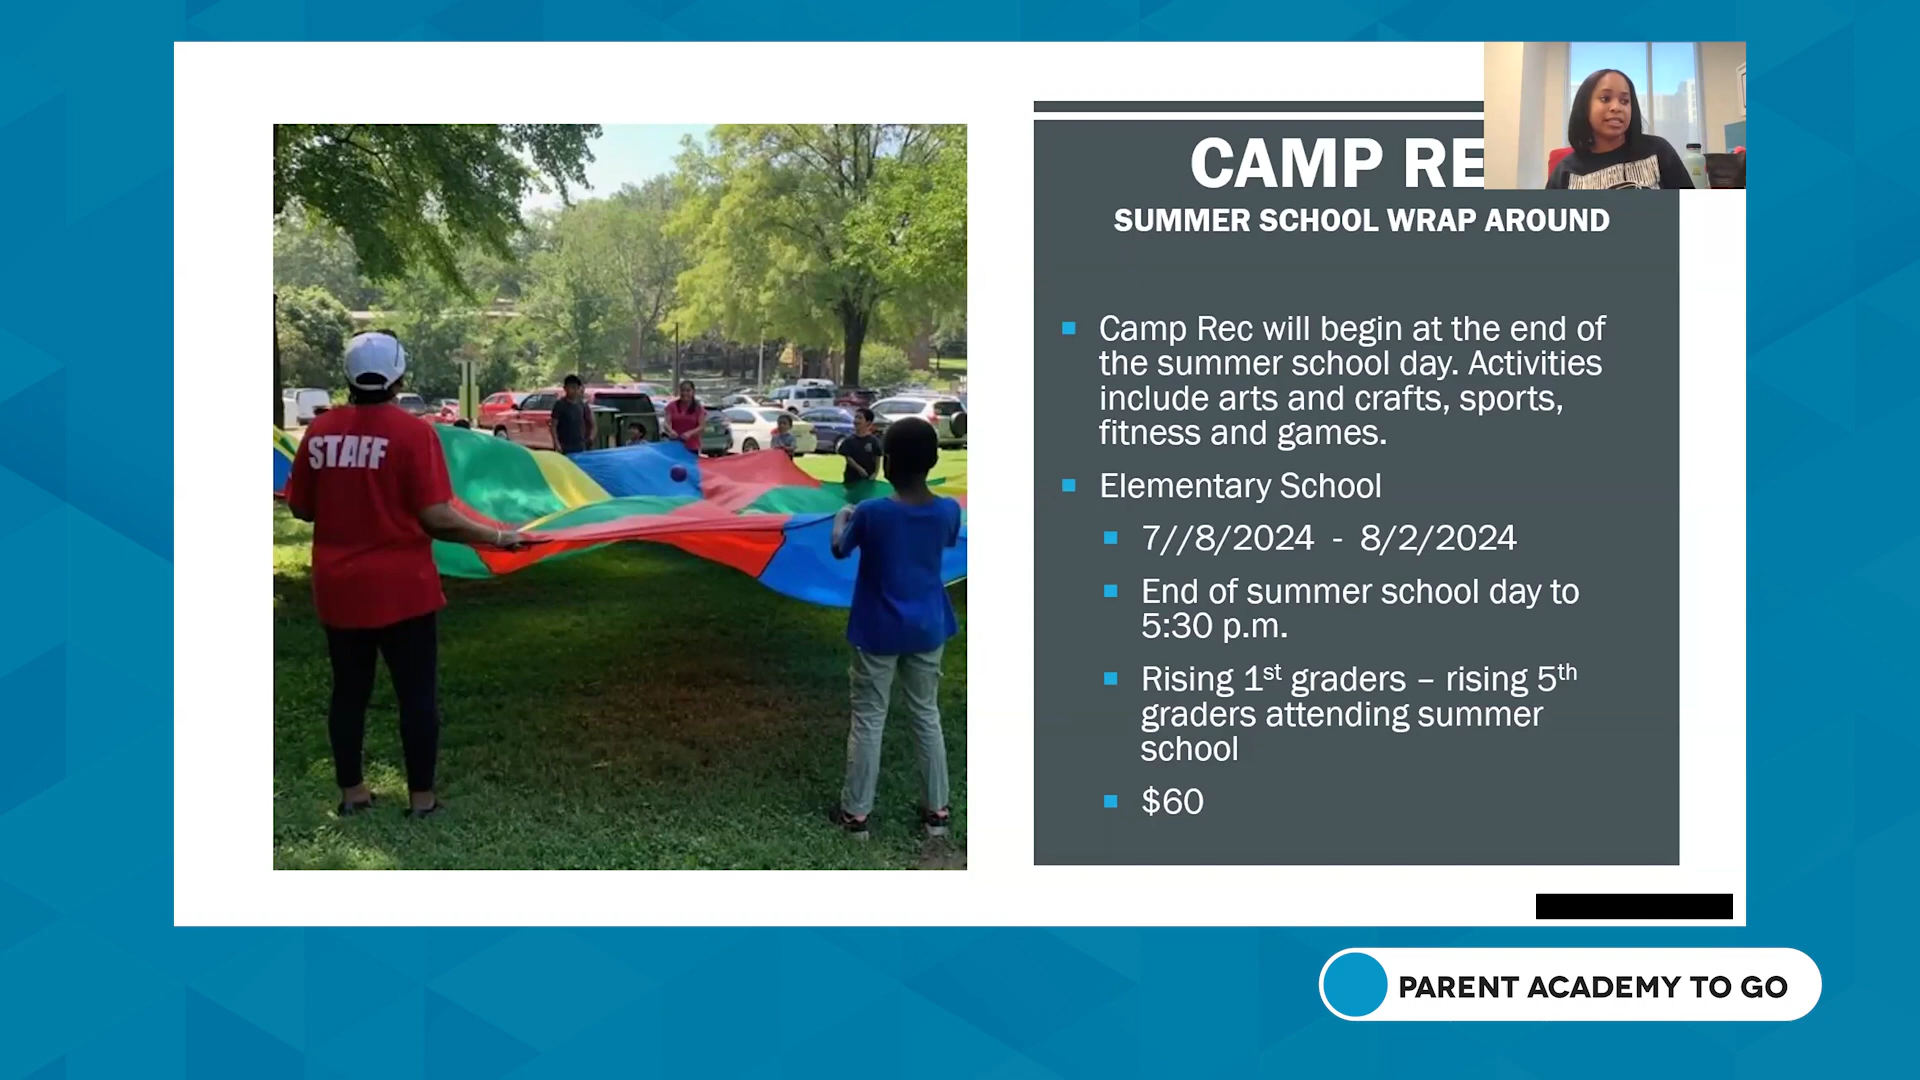 STAFF
CAMP RE
SUMMER SCHOOL WRAP AROUND
Camp Rec will begin at the end of
the summer school day. Activities
include arts and crafts, sports,
fitness and games.
Elementary School
7//8/2024 - 8/2/2024
End of summer school day to
5:30 p.m.
Rising 1st graders – rising 5th
graders attending summer
school
$60
PARENT ACADEMY TO GO